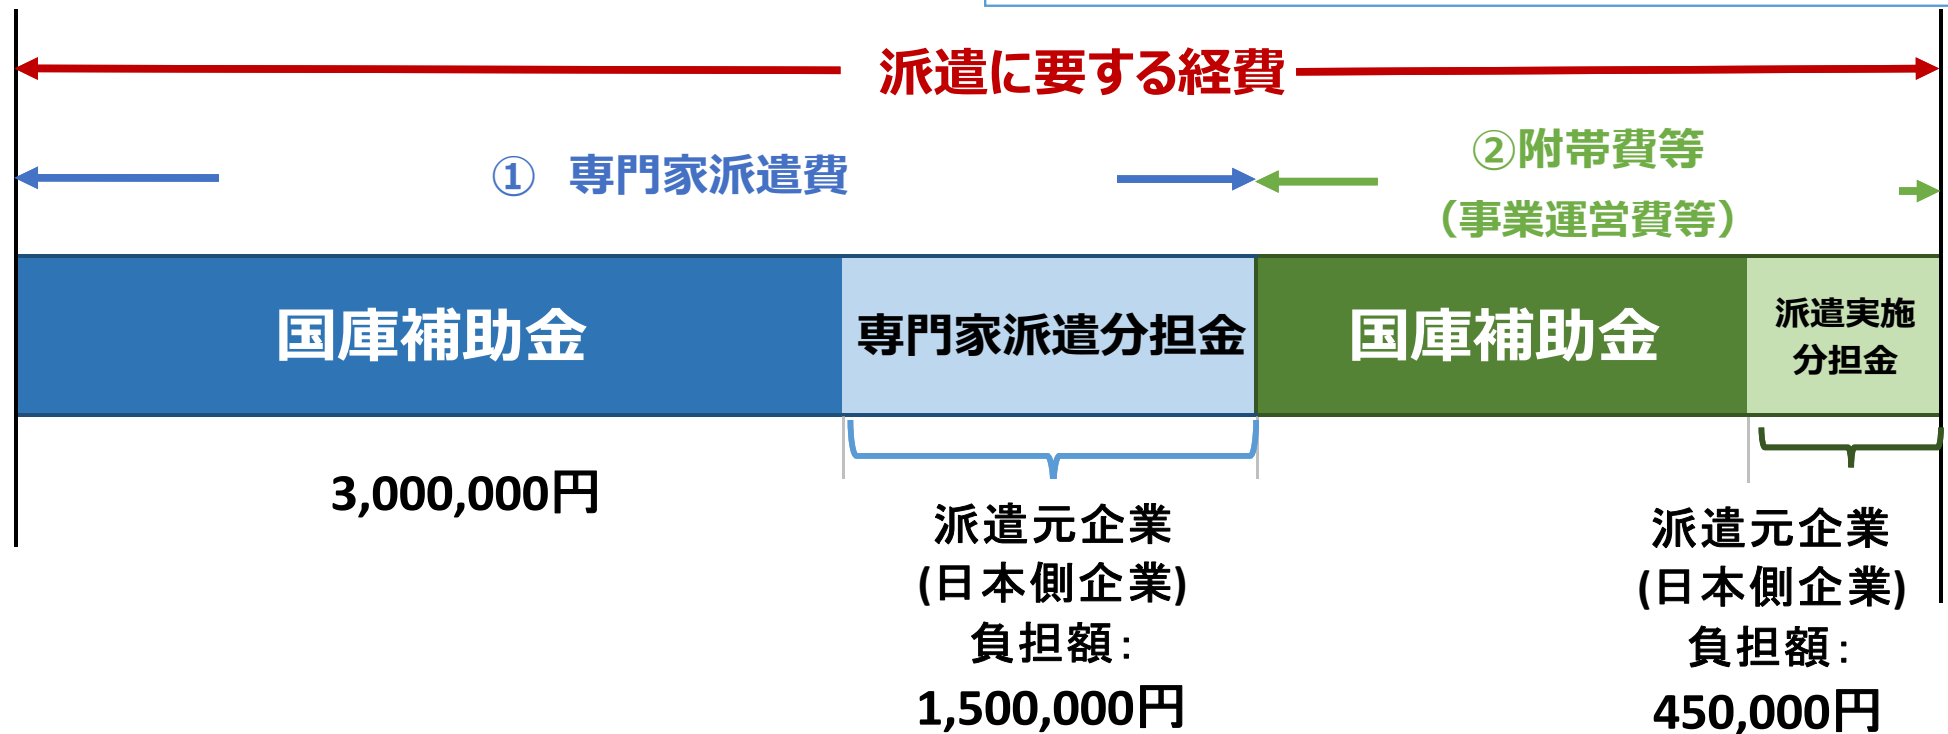 派遣に要する経費
① 専門家派遣費
②附帯費等
（事業運営費等）
国庫補助金
専門家派遣分担金
国庫補助金
派遣実施
分担金
3,000,000円
派遣元企業
(日本側企業)
負担額：
1,500,000円
派遣元企業
(日本側企業)
負担額：
450,000円